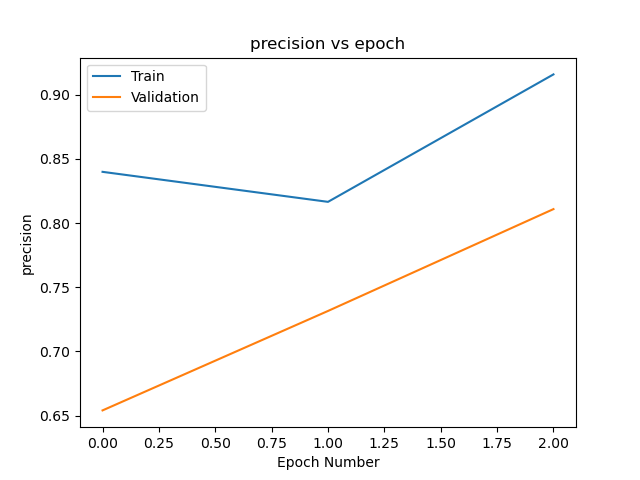 precision vs epoch
Train
Validation
0.90
0.85
0.80
0.75
0.70
0.65
precision
0.00 0.25 0.50 0.75 1.00 1.25 1.50 1.75 2.00
Epoch Number